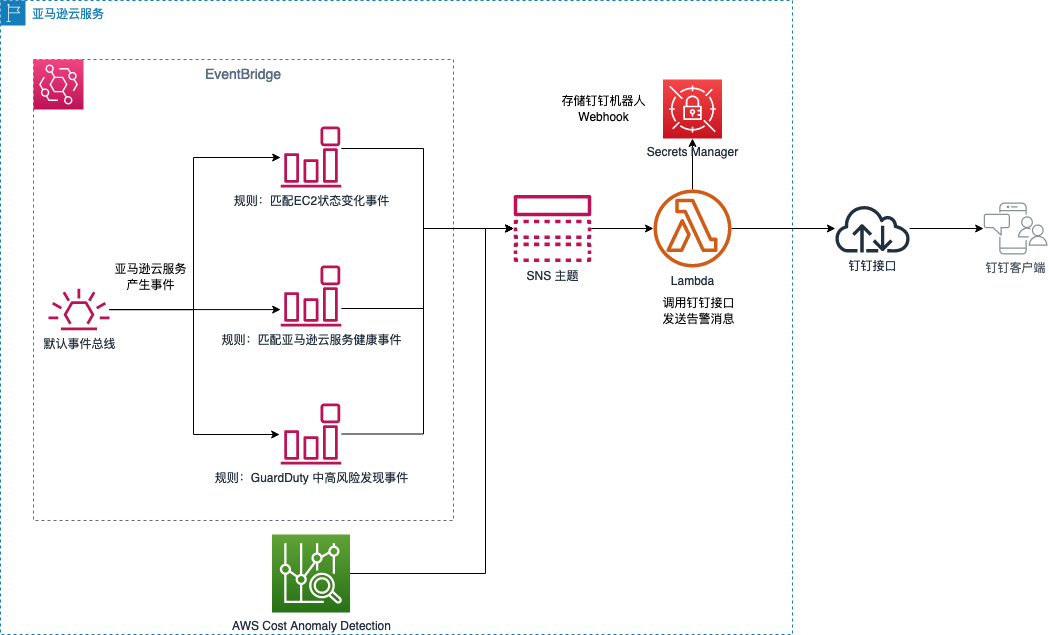 亚马逊云服务
EventBridge
存储钉钉机器人
Webhook
Secrets Manager
规则：匹配EC2状态变化事件
亚马逊云服务
产生事件
默认事件总线
规则：匹配亚马逊云服务健康事件
SNS 主题
Lambda
调用钉钉接口
发送告警消息
钉钉接口
钉钉客户端
规则：GuardDuty 中高风险发现事件
AWS Cost Anomaly Detection